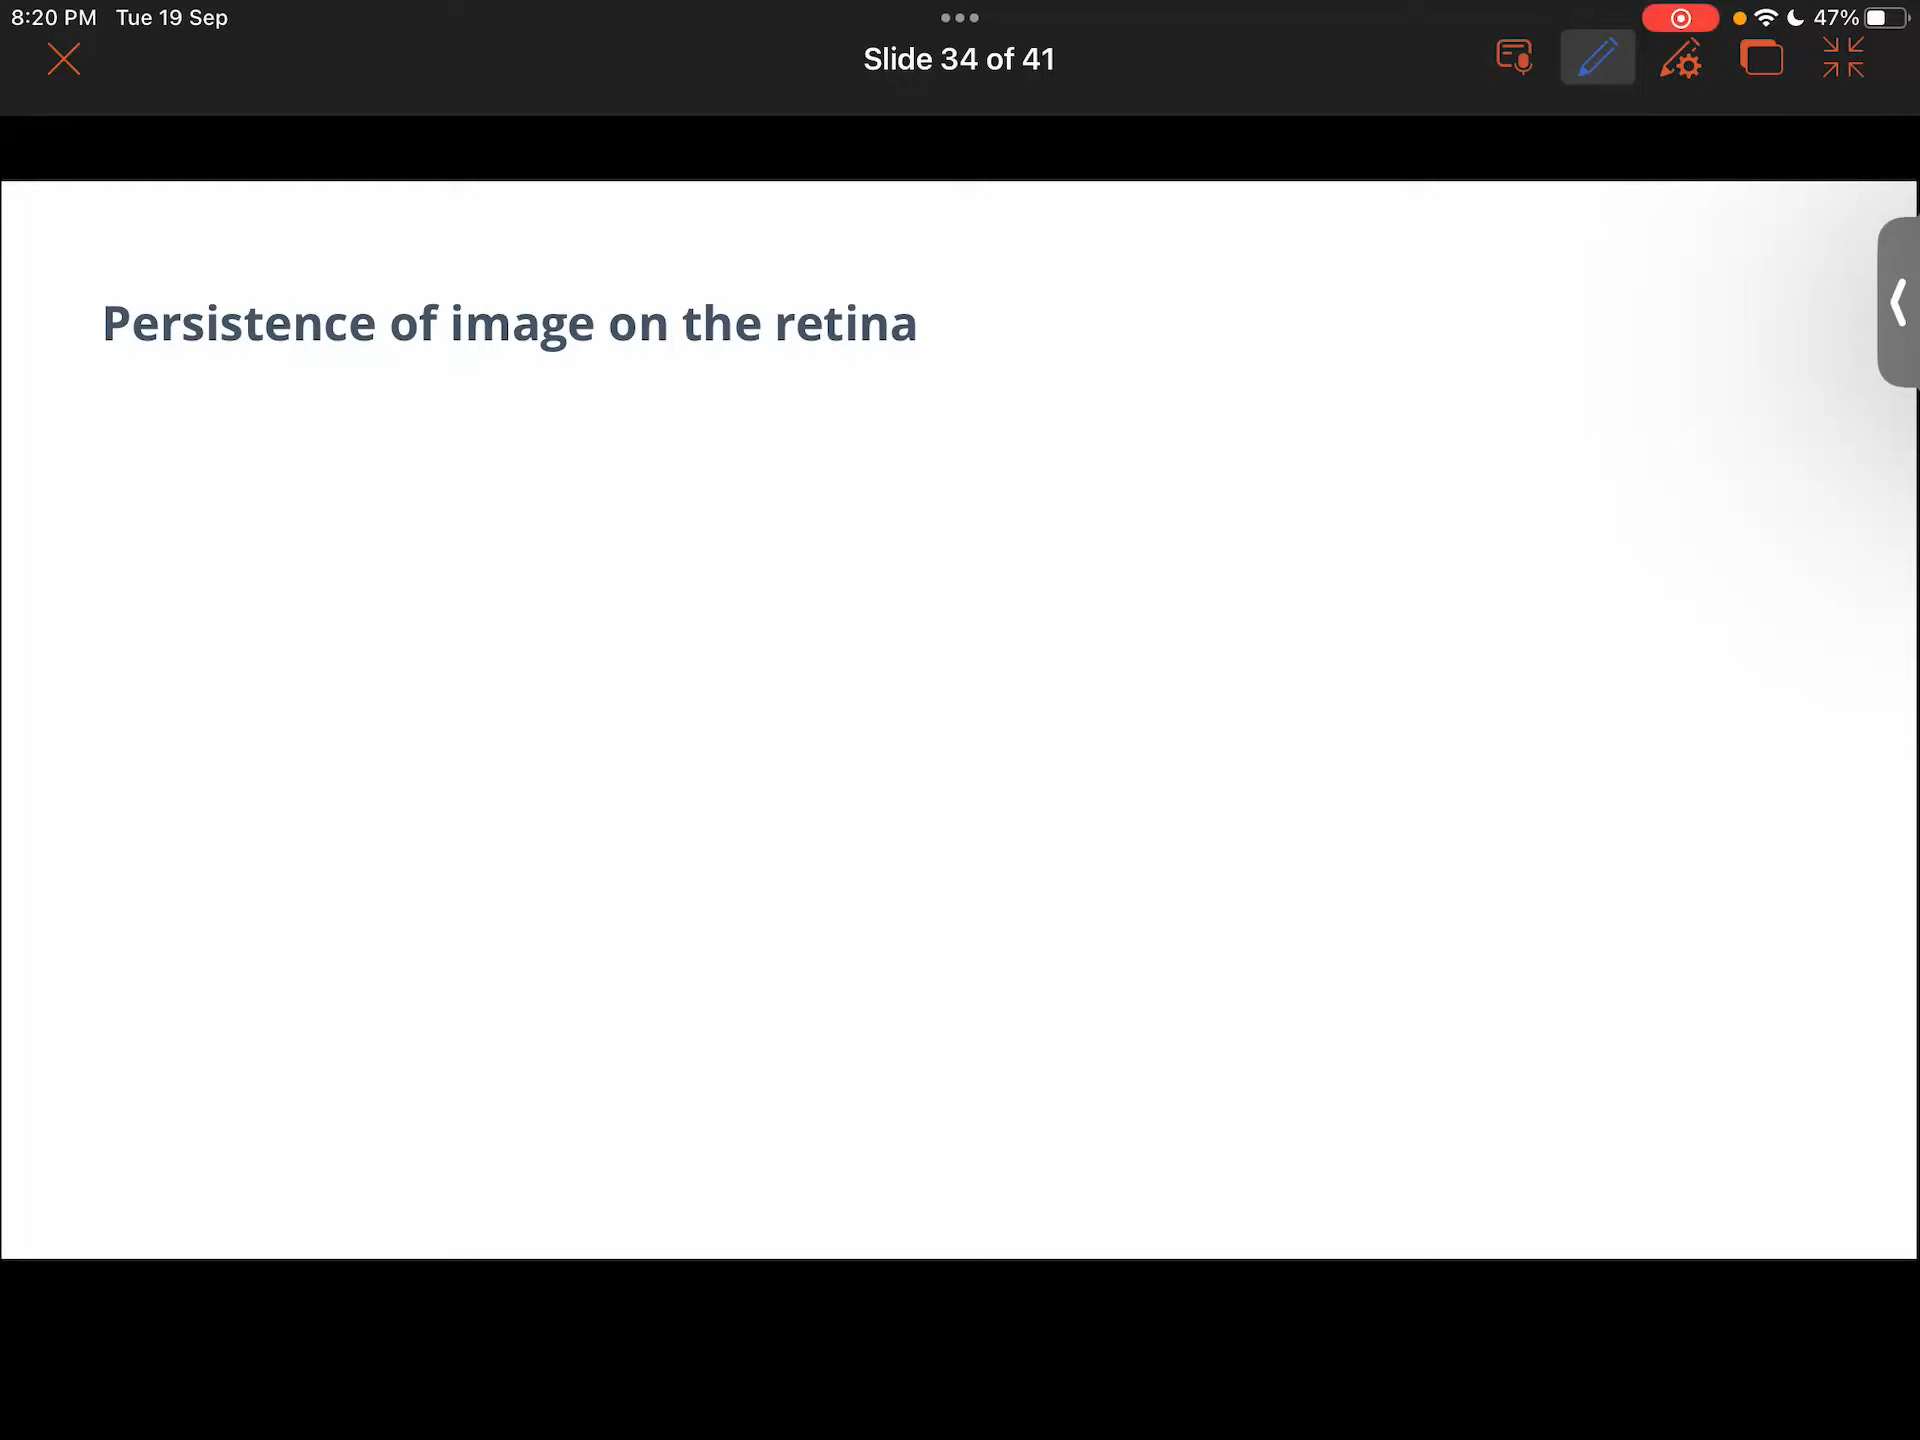 8:20 PM Tue 19 Sep
47%
Slide 34 of 41
Persistence of image on the retina